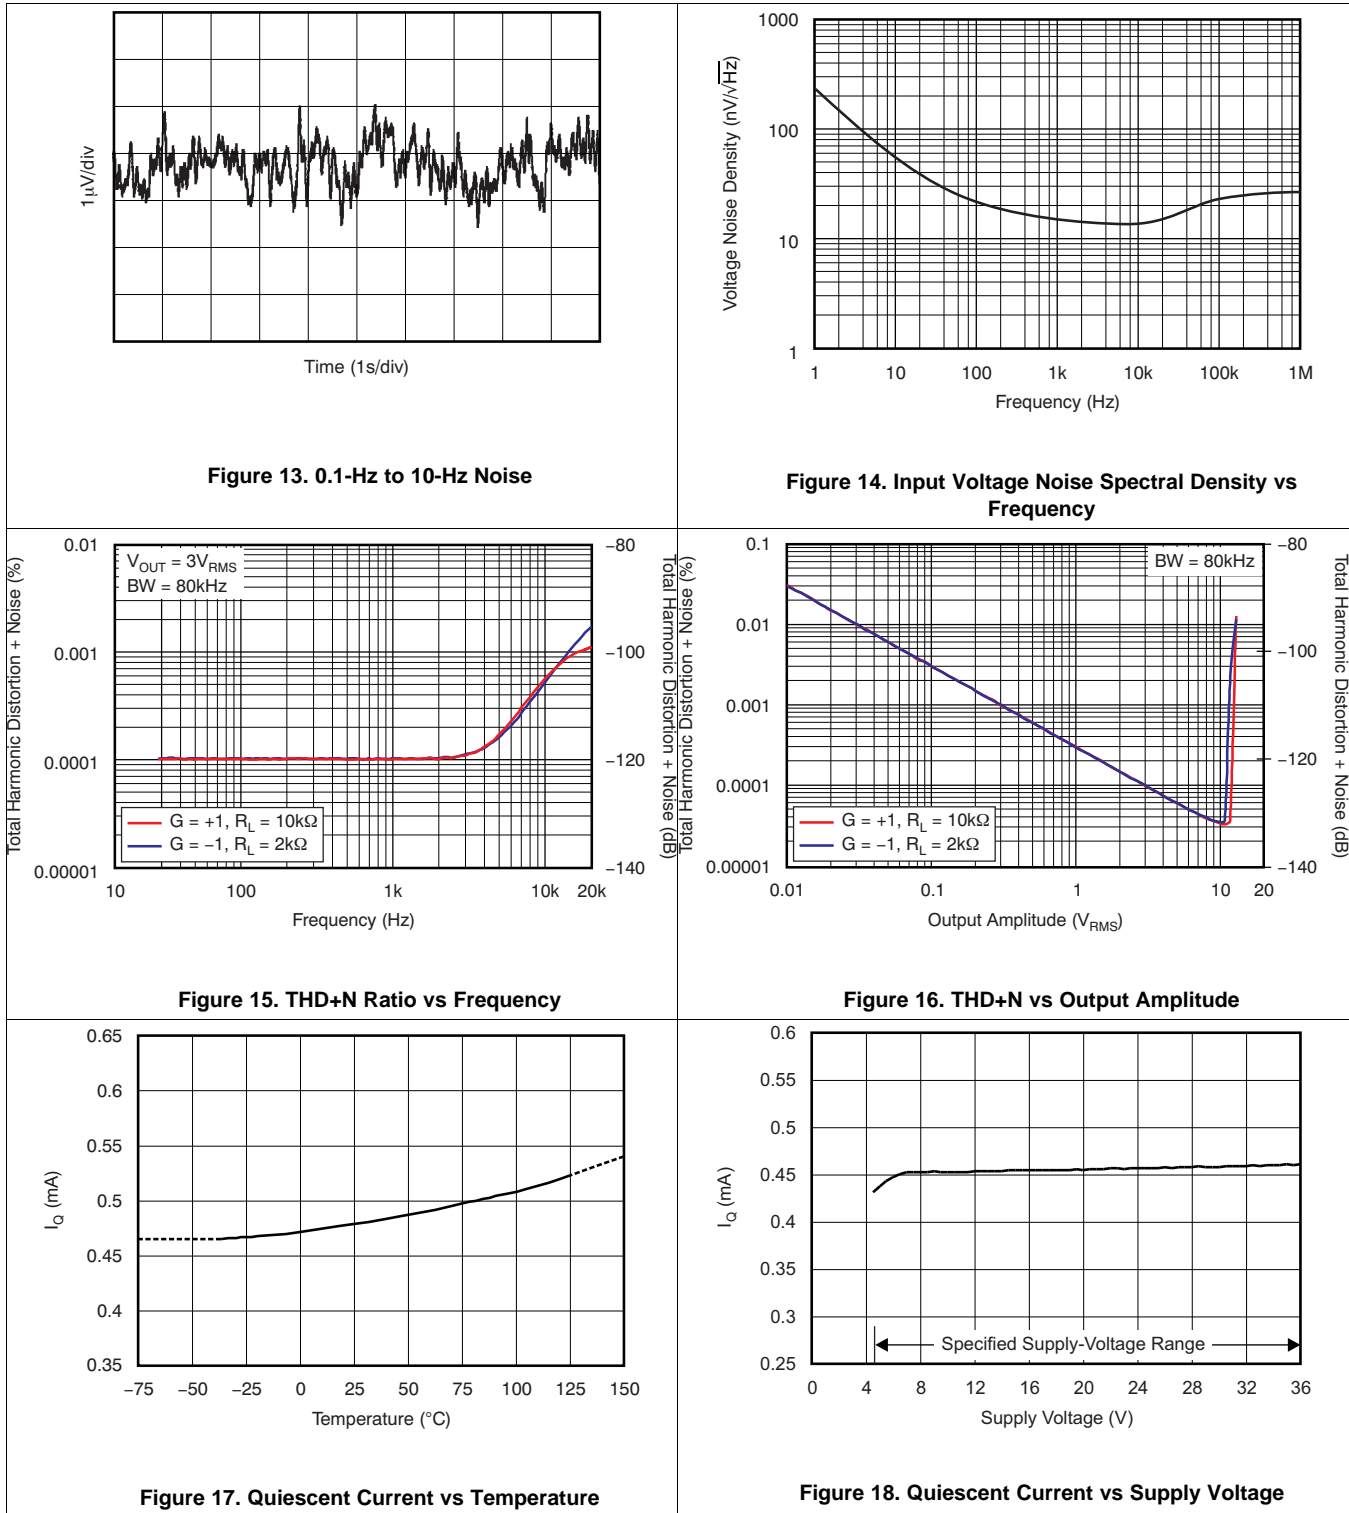 1µV/div
Time (1s/div)
Figure 13. 0.1-Hz to 10-Hz Noise
Voltage Noise Density (nV/√Hz)
1000
100
10
1
1 10 100 1k 10k 100k 1M
Frequency (Hz)
Figure 14. Input Voltage Noise Spectral Density vs
Frequency
Total Harmonic Distortion + Noise (%)
0.01
0.001
0.0001
0.00001
V_OUT = 3V_RMS
BW = 80kHz
G = +1, R_L = 10kΩ
G = −1, R_L = 2kΩ
−80
−100
−120
−140
Total Harmonic Distortion + Noise (dB)
10 100 1k 10k 20k
Frequency (Hz)
Figure 15. THD+N Ratio vs Frequency
Total Harmonic Distortion + Noise (%)
0.1
0.01
0.001
0.0001
0.00001
BW = 80kHz
G = +1, R_L = 10kΩ
G = −1, R_L = 2kΩ
−80
−100
−120
−140
Total Harmonic Distortion + Noise (dB)
0.01 0.1 1 10 20
Output Amplitude (V_RMS)
Figure 16. THD+N vs Output Amplitude
I_Q (mA)
0.65
0.6
0.55
0.5
0.45
0.4
0.35
−75 −50 −25 0 25 50 75 100 125 150
Temperature (°C)
Figure 17. Quiescent Current vs Temperature
I_Q (mA)
0.6
0.55
0.5
0.45
0.4
0.35
0.3
0.25
Specified Supply-Voltage Range
0 4 8 12 16 20 24 28 32 36
Supply Voltage (V)
Figure 18. Quiescent Current vs Supply Voltage